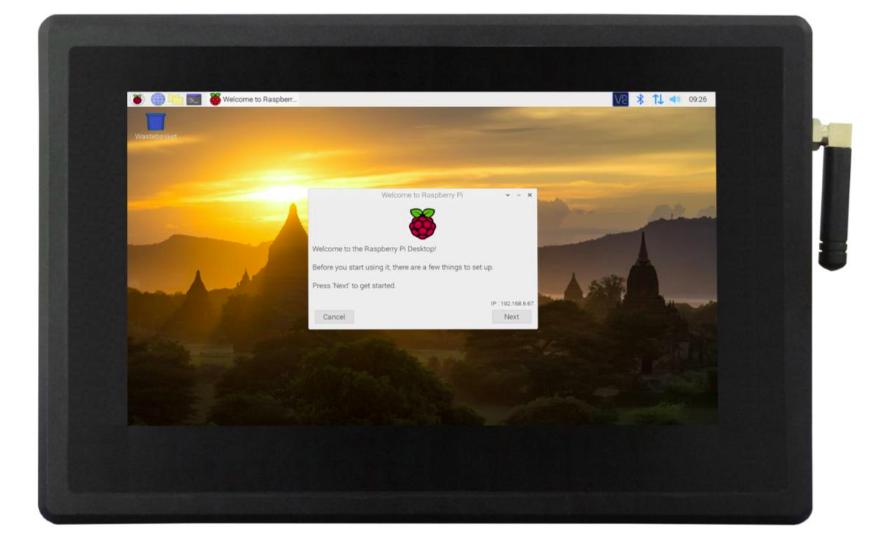 Welcome to Raspberr...
V2 09:26
Wastebasket
Welcome to Raspberry Pi
Welcome to the Raspberry Pi Desktop!
Before you start using it, there are a few things to set up.
Press 'Next' to get started.
IP : 192.168.6.67
Cancel Next